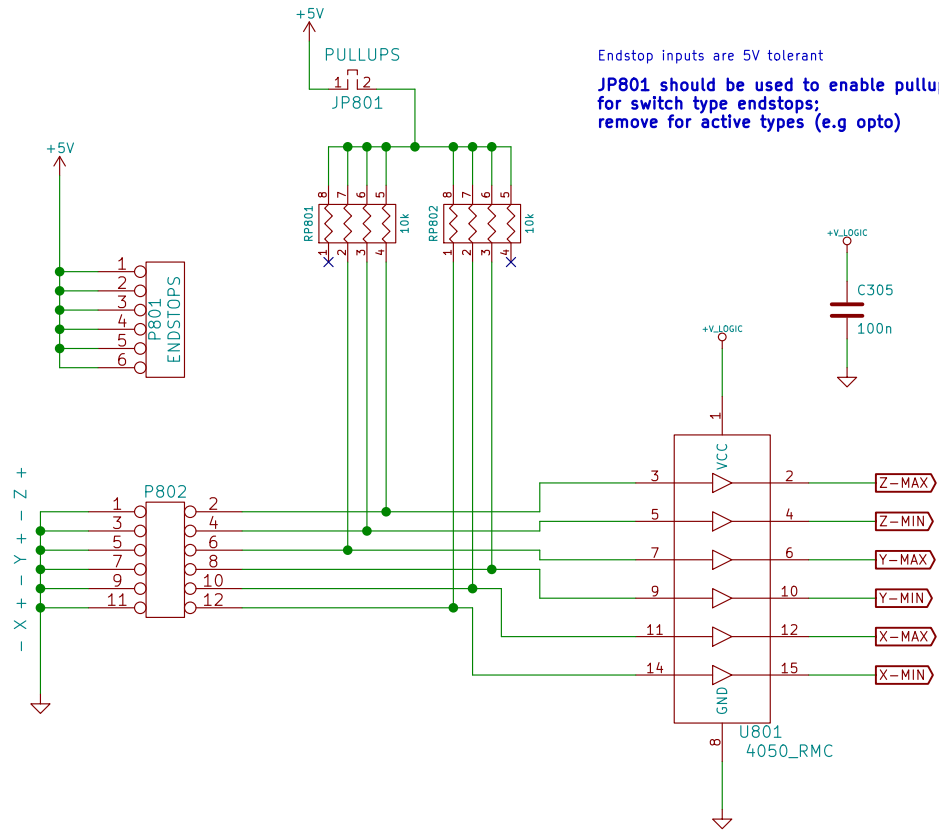 +5V
PULLUPS
1 2
JP801
Endstop inputs are 5V tolerant
JP801 should be used to enable pullu
for switch type endstops;
remove for active types (e.g opto)
+5V
8 7 6 5
RP801
10k
1 2 3 4
8 7 6 5
RP802
10k
1 2 3 4
+V_LOGIC
C305
100n
1
2
3
4
5
6
P801
ENDSTOPS
+V_LOGIC
1
VCC
- X + - Y + - Z +
P802
1 2
3 4
5 6
7 8
9 10
11 12
3 2 Z-MAX
5 4 Z-MIN
7 6 Y-MAX
9 10 Y-MIN
11 12 X-MAX
14 15 X-MIN
GND
8
U801
4050_RMC